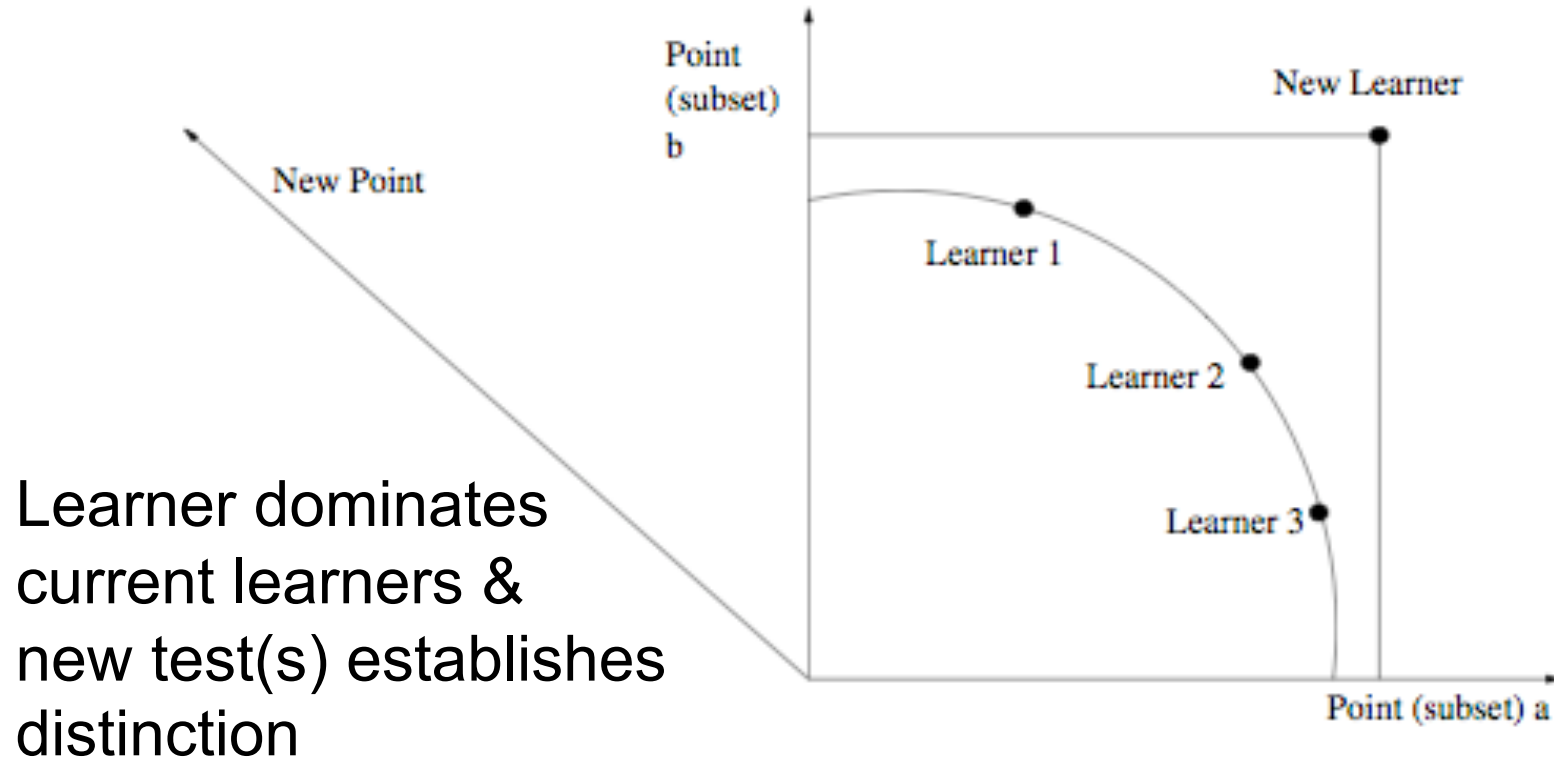 Point
(subset)
b
New Learner
New Point
Learner 1
Learner 2
Learner 3
Learner dominates
current learners &
new test(s) establishes
distinction
Point (subset) a